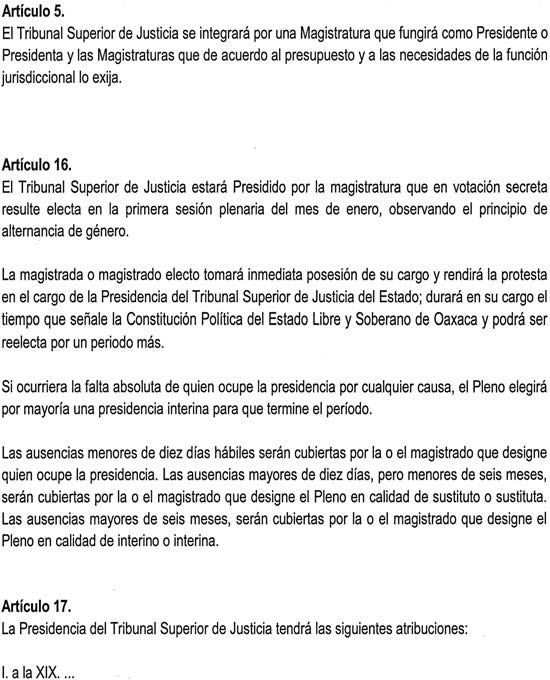 Artículo 5.
El Tribunal Superior de Justicia se integrará por una Magistratura que fungirá como Presidente o
Presidenta y las Magistraturas que de acuerdo al presupuesto y a las necesidades de la función
jurisdiccional lo exija.
Artículo 16.
El Tribunal Superior de Justicia estará Presidido por la magistratura que en votación secreta
resulte electa en la primera sesión plenaria del mes de enero, observando el principio de
alternancia de género.
La magistrada o magistrado electo tomará inmediata posesión de su cargo y rendirá la protesta
en el cargo de la Presidencia del Tribunal Superior de Justicia del Estado; durará en su cargo el
tiempo que señale la Constitución Política del Estado Libre y Soberano de Oaxaca y podrá ser
reelecta por un periodo más.
Si ocurriera la falta absoluta de quien ocupe la presidencia por cualquier causa, el Pleno elegirá
por mayoría una presidencia interina para que termine el período.
Las ausencias menores de diez días hábiles serán cubiertas por la o el magistrado que designe
quien ocupe la presidencia. Las ausencias mayores de diez días, pero menores de seis meses,
serán cubiertas por la o el magistrado que designe el Pleno en calidad de sustituto o sustituta.
Las ausencias mayores de seis meses, serán cubiertas por la o el magistrado que designe el
Pleno en calidad de interino o interina.
Artículo 17.
La Presidencia del Tribunal Superior de Justicia tendrá las siguientes atribuciones:
I. a la XIX. ...